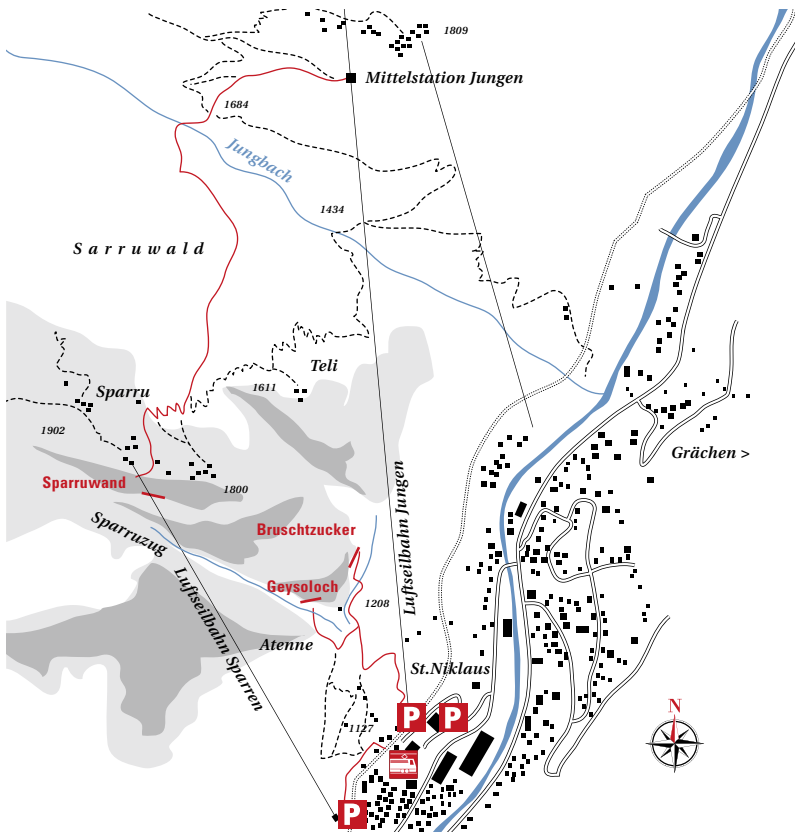 1809
Mittelstation Jungen
1684
Jungbach
1434
Sarruwald
Teli
Sparru
1611
1902
Grächen >
Sparruwand
1800
Sparruzug
Bruschtzucker
Luftseilbahn Jungen
Geysoloch
1208
Luftseilbahn Sparren
Atenne
St.Niklaus
N
P
P
1127
P